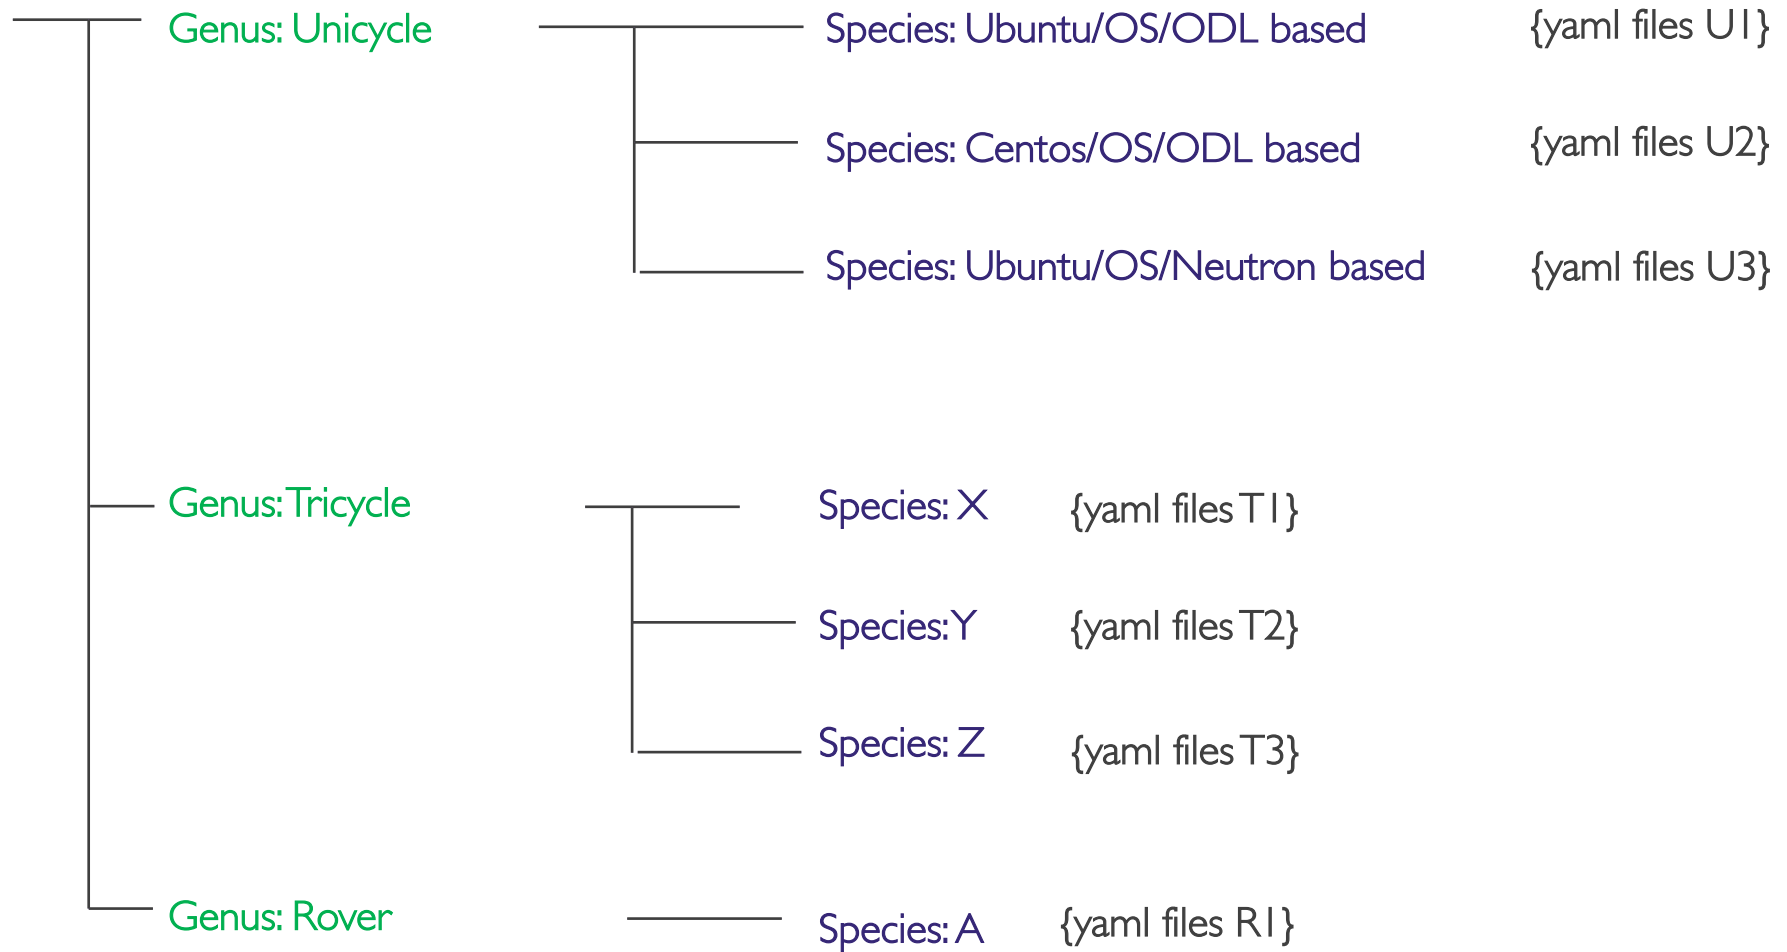 Genus: Unicycle Species: Ubuntu/OS/ODL based {yaml files U1}
Species: Centos/OS/ODL based {yaml files U2}
Species: Ubuntu/OS/Neutron based {yaml files U3}
Genus: Tricycle Species: X {yaml files T1}
Species: Y {yaml files T2}
Species: Z {yaml files T3}
Genus: Rover Species: A {yaml files R1}